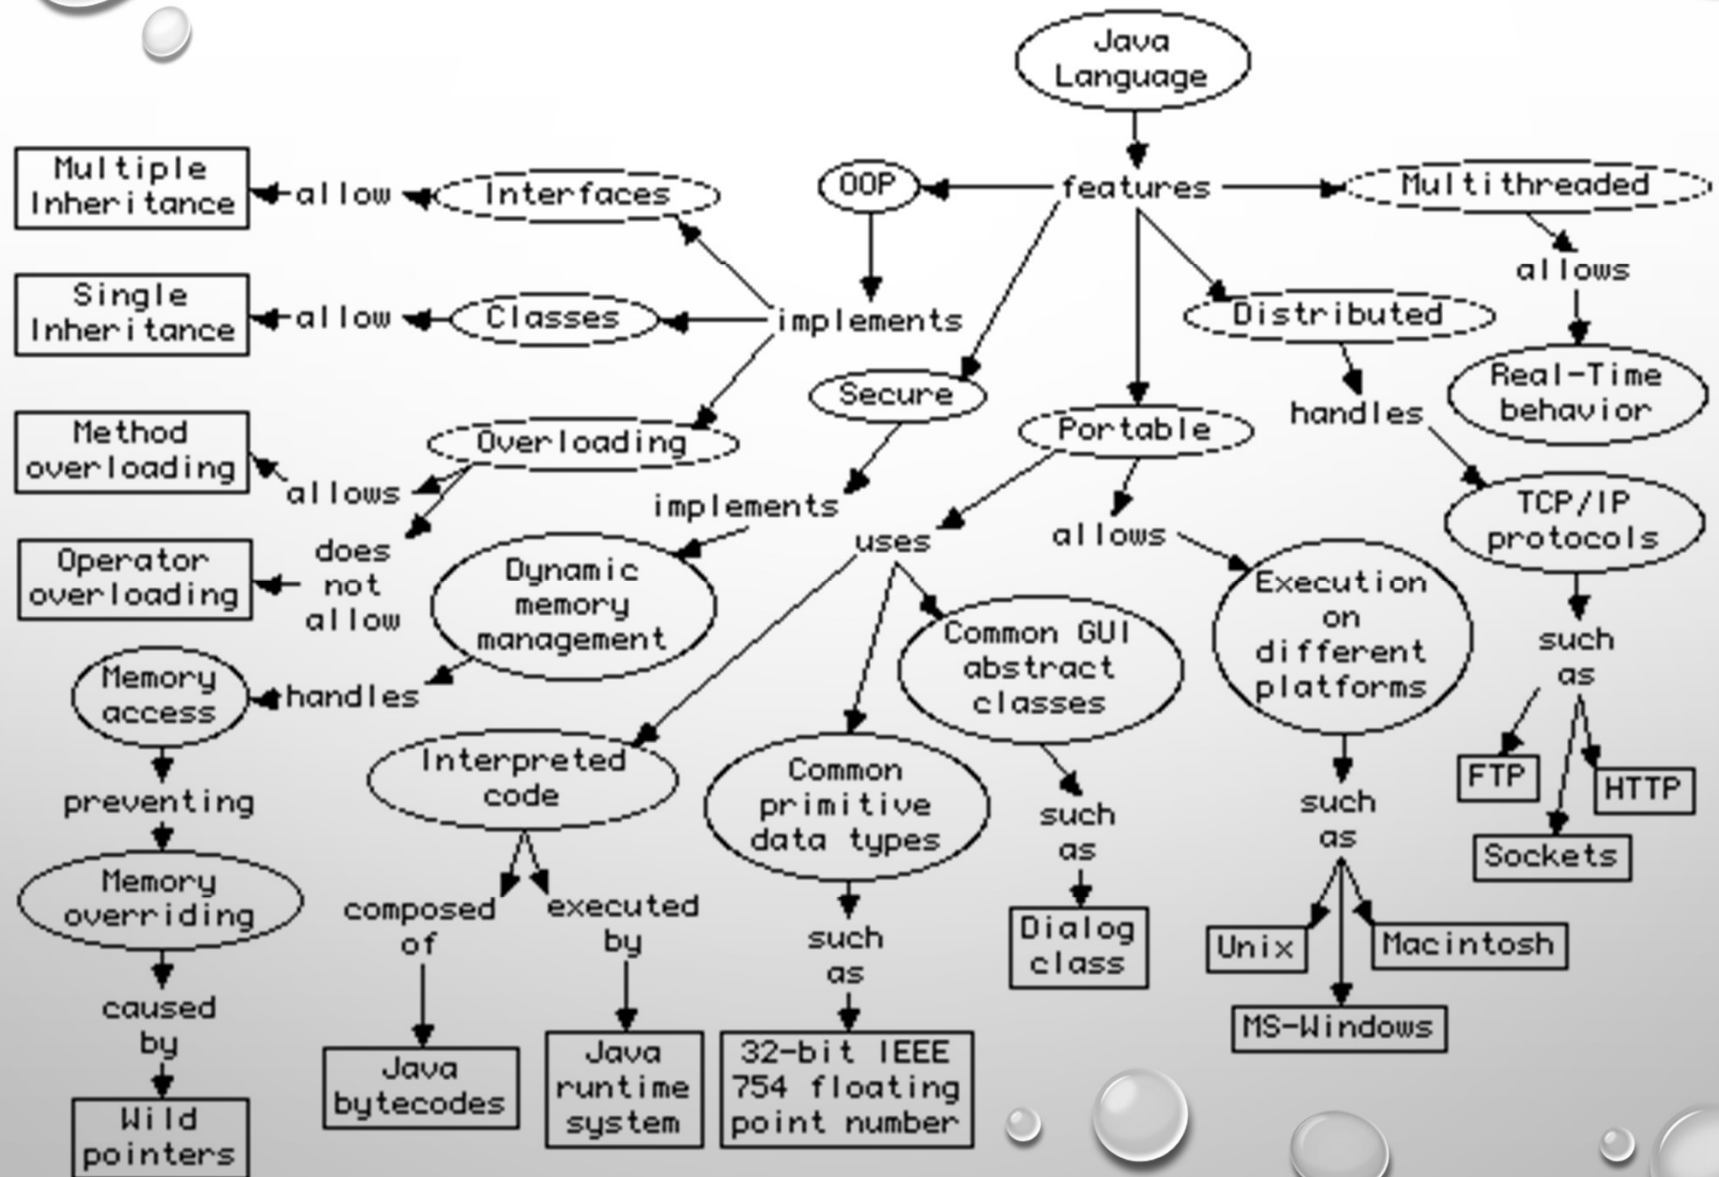 Java
Language
features
OOP
Multithreaded
allows
Real-Time
behavior
Multiple
Inheritance
allow
Interfaces
Single
Inheritance
allow
Classes
implements
Distributed
handles
TCP/IP
protocols
such
as
FTP
HTTP
Sockets
Secure
implements
Portable
Method
overloading
allows
Overloading
Operator
overloading
does
not
allow
Dynamic
memory
management
handles
Memory
access
preventing
Memory
overriding
caused
by
Wild
pointers
uses
Interpreted
code
composed
of
Java
bytecodes
executed
by
Java
runtime
system
Common
primitive
data types
such
as
32-bit IEEE
754 floating
point number
Common GUI
abstract
classes
such
as
Dialog
class
allows
Execution
on
different
platforms
such
as
Unix
Macintosh
MS-Windows